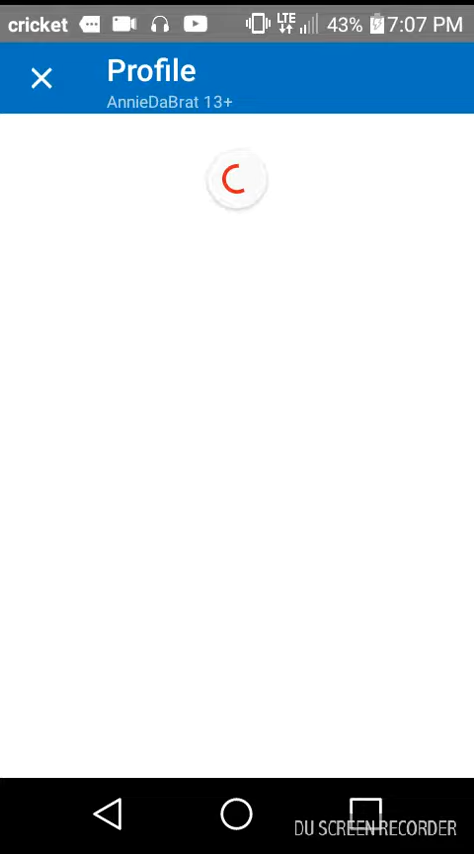 cricket LTE 43% 7:07 PM
Profile
AnnieDaBrat 13+
DU SCREEN RECORDER